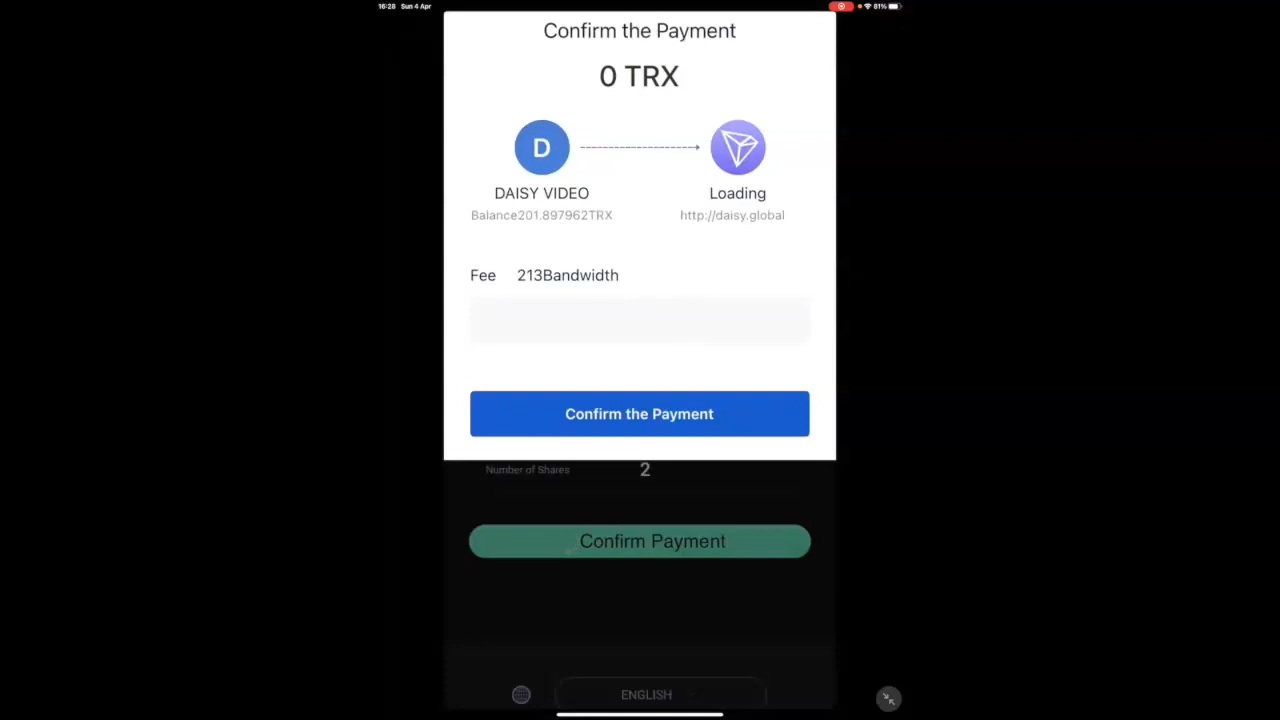 16:28 Sun 4 Apr
81%
Confirm the Payment
0 TRX
D
DAISY VIDEO
Loading
Balance201.897962TRX
http://daisy.global
Fee 213Bandwidth
Confirm the Payment
Number of Shares 2
Confirm Payment
ENGLISH